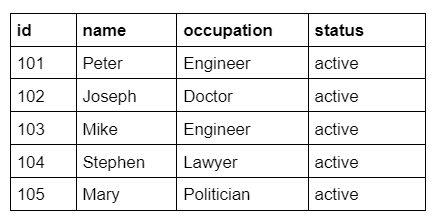 id name occupation status
101 Peter Engineer active
102 Joseph Doctor active
103 Mike Engineer active
104 Stephen Lawyer active
105 Mary Politician active